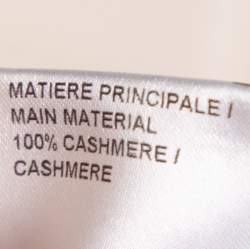 MATIERE PRINCIPALE /
MAIN MATERIAL
100% CASHMERE /
CASHMERE